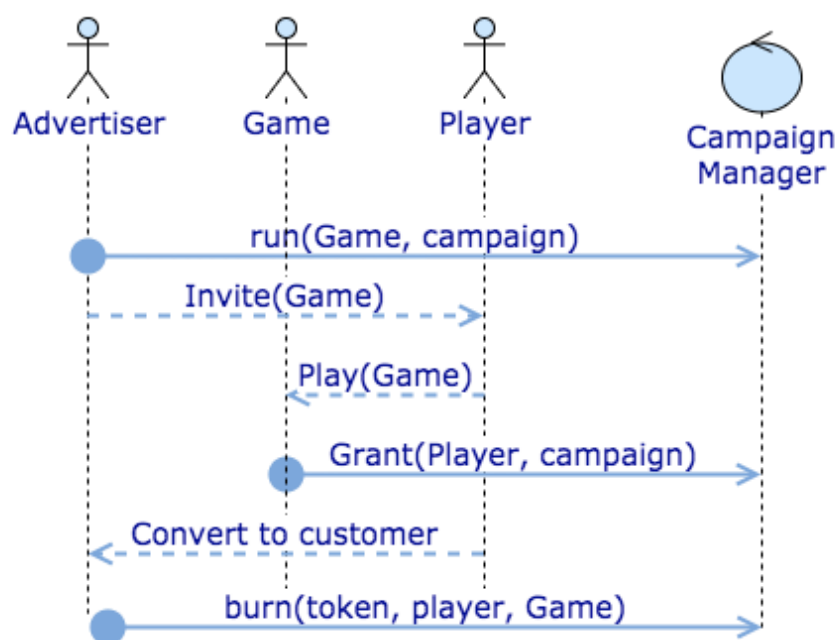 Advertiser
Game
Player
Campaign
Manager
run(Game, campaign)
Invite(Game)
Play(Game)
Grant(Player, campaign)
Convert to customer
burn(token, player, Game)